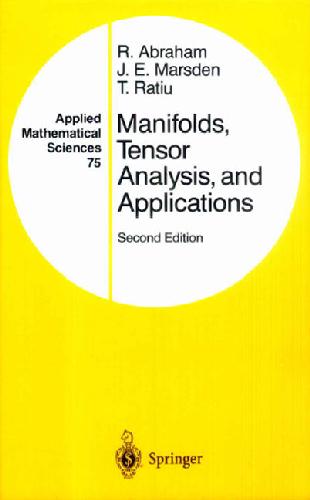 R. Abraham
J. E. Marsden
T. Ratiu
Applied
Mathematical
Sciences
75
Manifolds,
Tensor
Analysis, and
Applications
Second Edition
Springer